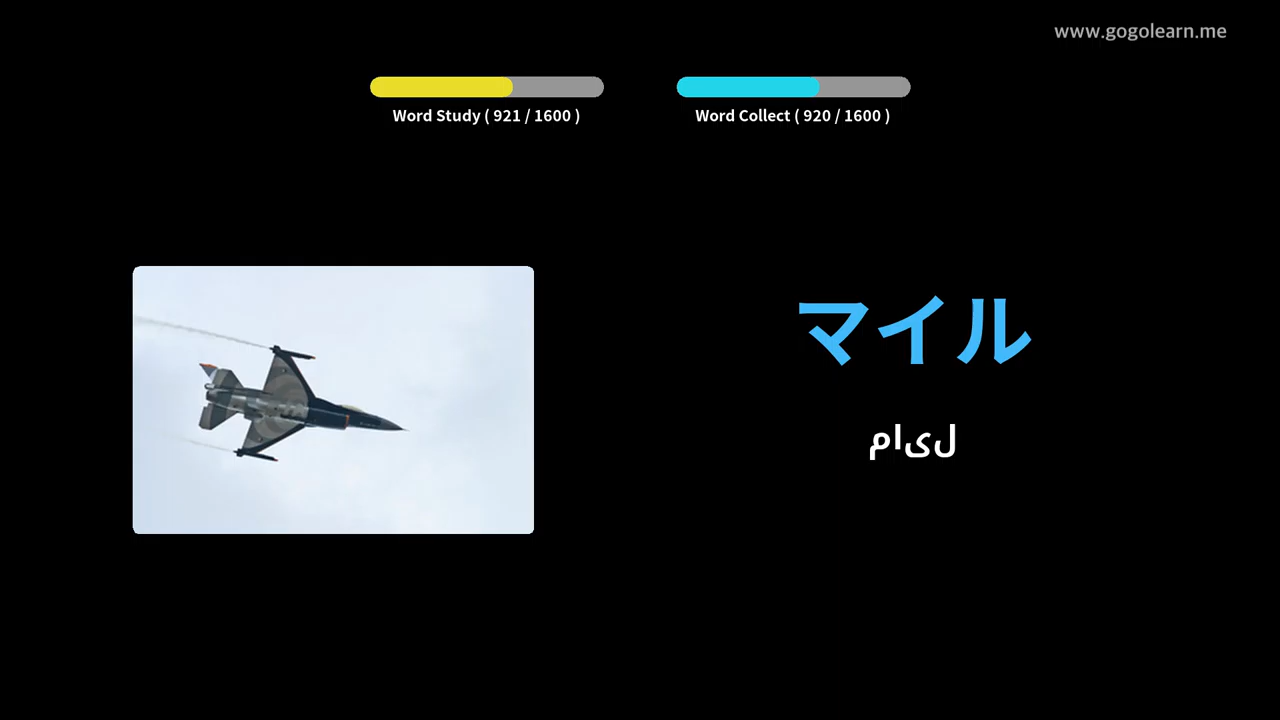 www.gogolearn.me
Word Study ( 921 / 1600 )
Word Collect ( 920 / 1600 )
マイル
مایل